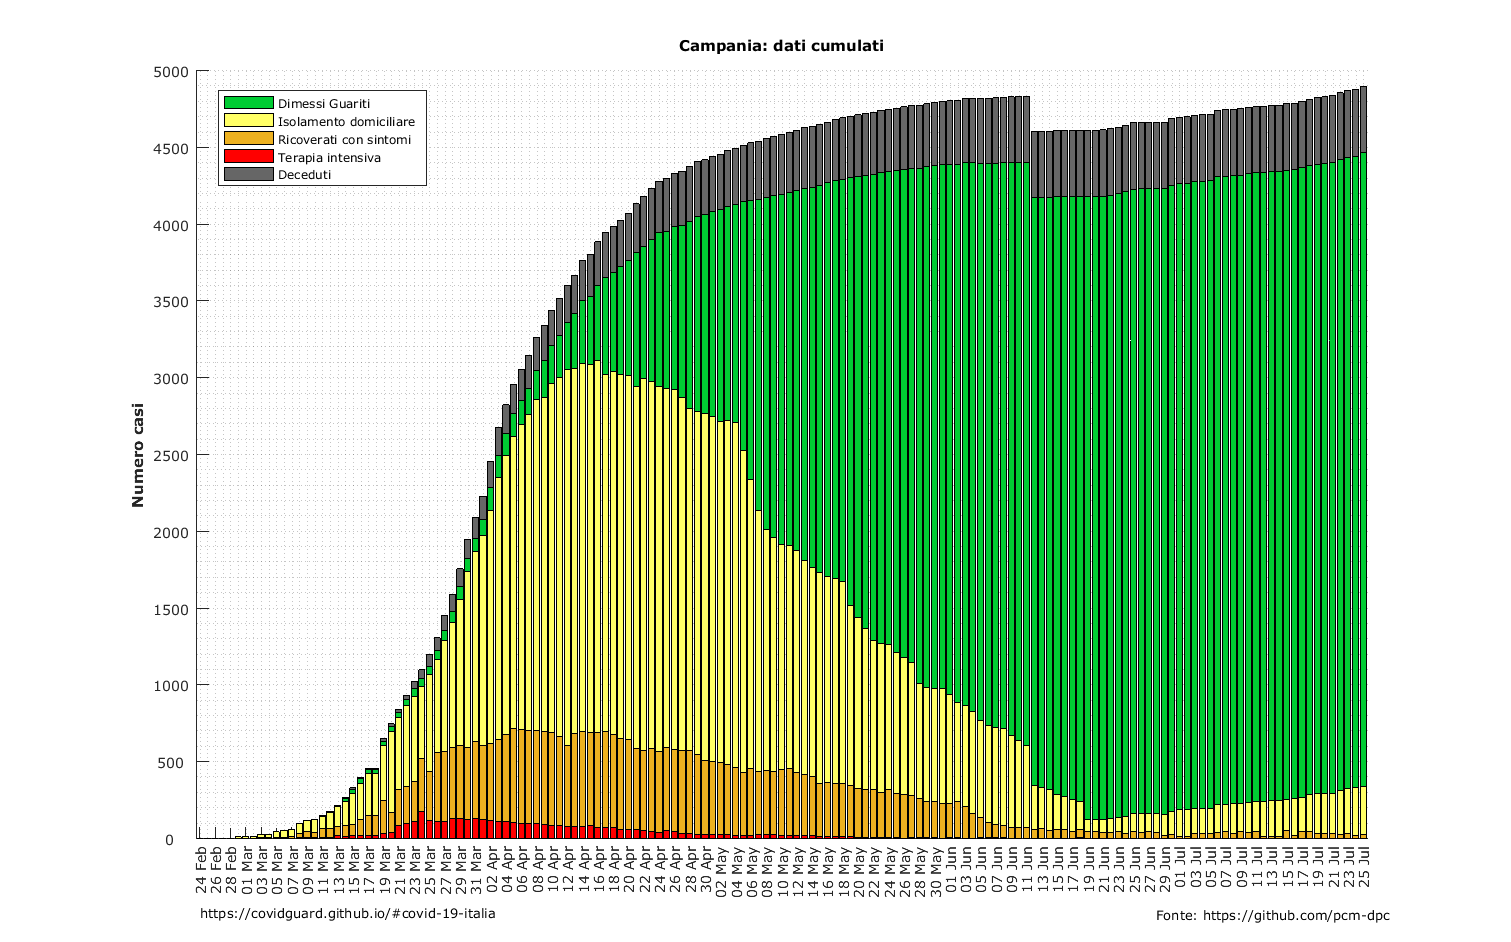 Campania: dati cumulati
5000
4500
4000
3500
3000
2500
2000
1500
1000
500
0
Numero casi
Dimessi Guariti
Isolamento domiciliare
Ricoverati con sintomi
Terapia intensiva
Deceduti
24 Feb
26 Feb
28 Feb
01 Mar
03 Mar
05 Mar
07 Mar
09 Mar
11 Mar
13 Mar
15 Mar
17 Mar
19 Mar
21 Mar
23 Mar
25 Mar
27 Mar
29 Mar
31 Mar
02 Apr
04 Apr
06 Apr
08 Apr
10 Apr
12 Apr
14 Apr
16 Apr
18 Apr
20 Apr
22 Apr
24 Apr
26 Apr
28 Apr
30 Apr
02 May
04 May
06 May
08 May
10 May
12 May
14 May
16 May
18 May
20 May
22 May
24 May
26 May
28 May
30 May
01 Jun
03 Jun
05 Jun
07 Jun
09 Jun
11 Jun
13 Jun
15 Jun
17 Jun
19 Jun
21 Jun
23 Jun
25 Jun
27 Jun
29 Jun
01 Jul
03 Jul
05 Jul
07 Jul
09 Jul
11 Jul
13 Jul
15 Jul
17 Jul
19 Jul
21 Jul
23 Jul
25 Jul
https://covidguard.github.io/#covid-19-italia
Fonte: https://github.com/pcm-dpc